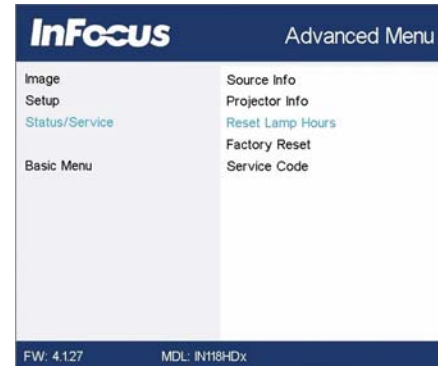 InFocus
Advanced Menu
Image
Setup
Status/Service
Basic Menu
Source Info
Projector Info
Reset Lamp Hours
Factory Reset
Service Code
FW: 4.1.27
MDL: IN118HDx